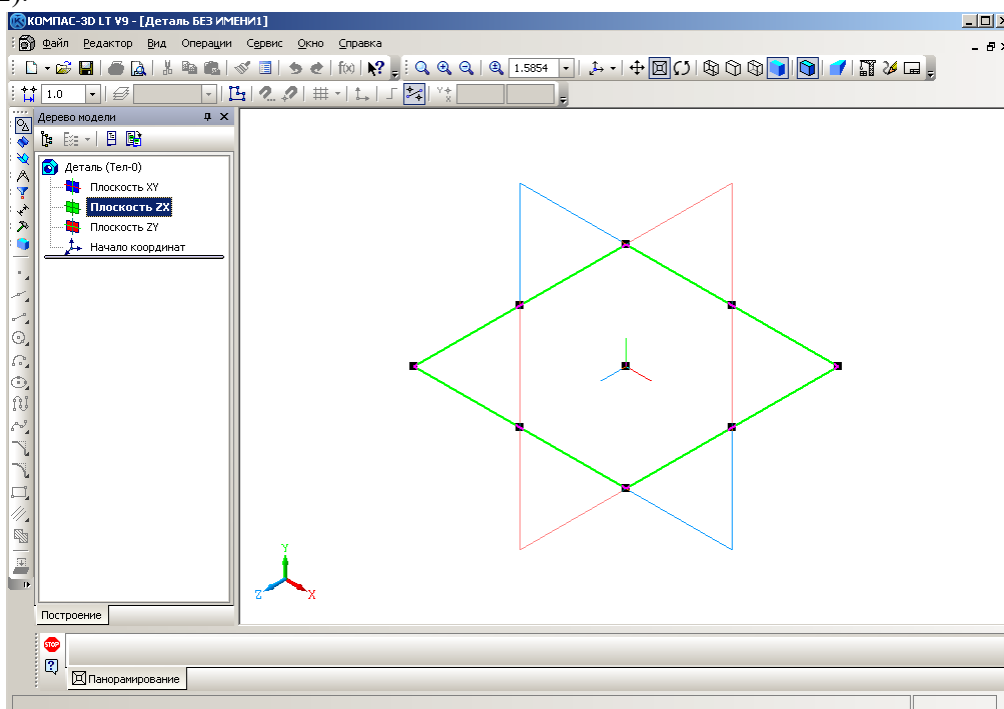 2).
КОМПАС-3D LT V9 - [Деталь БЕЗ ИМЕНИ1]
Файл Редактор Вид Операции Сервис Окно Справка
f(x) 1.5854
1.0
Дерево модели
Деталь (Тел-0)
Плоскость XY
Плоскость ZX
Плоскость ZY
Начало координат
Y
Z X
Построение
STOP
Панорамирование